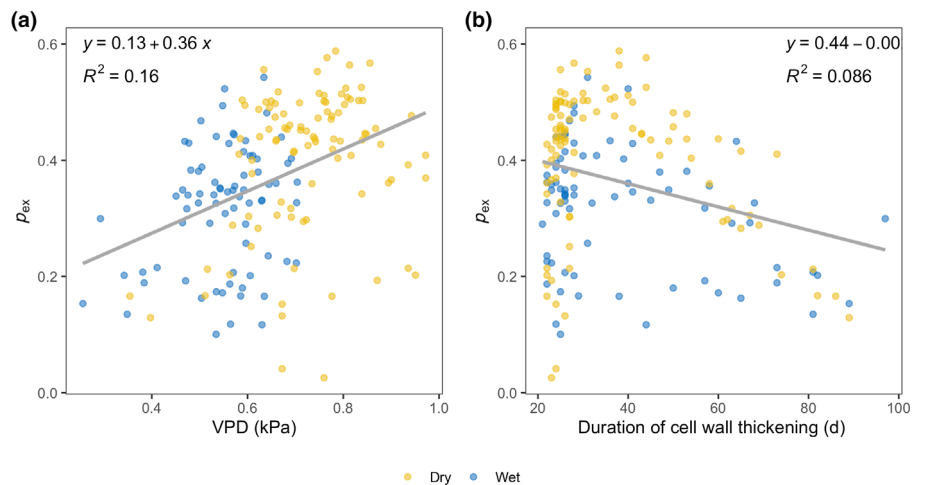 (a)
y = 0.13 + 0.36 x
R² = 0.16
pex
0.6
0.4
0.2
0.0
0.4 0.6 0.8 1.0
VPD (kPa)
(b)
y = 0.44 – 0.00
R² = 0.086
pex
0.6
0.4
0.2
0.0
20 40 60 80 100
Duration of cell wall thickening (d)
Dry Wet